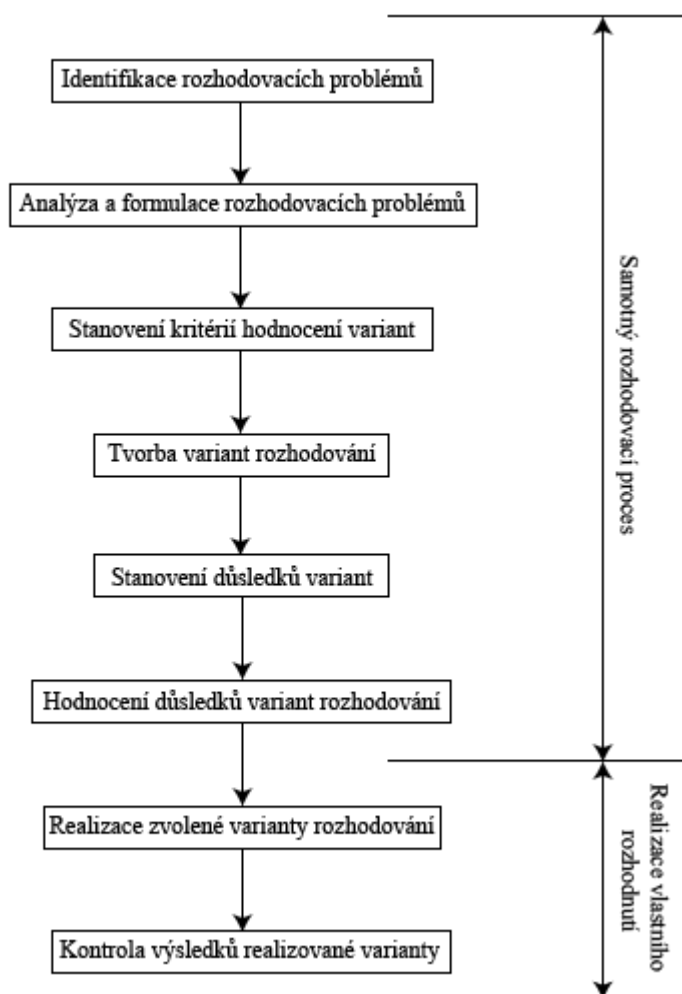 Identifikace rozhodovacích problémů
Analýza a formulace rozhodovacích problémů
Stanovení kritérií hodnocení variant
Tvorba variant rozhodování
Stanovení důsledků variant
Hodnocení důsledků variant rozhodování
Samotný rozhodovací proces
Realizace zvolené varianty rozhodování
Kontrola výsledků realizované varianty
Realizace vlastního
rozhodnutí